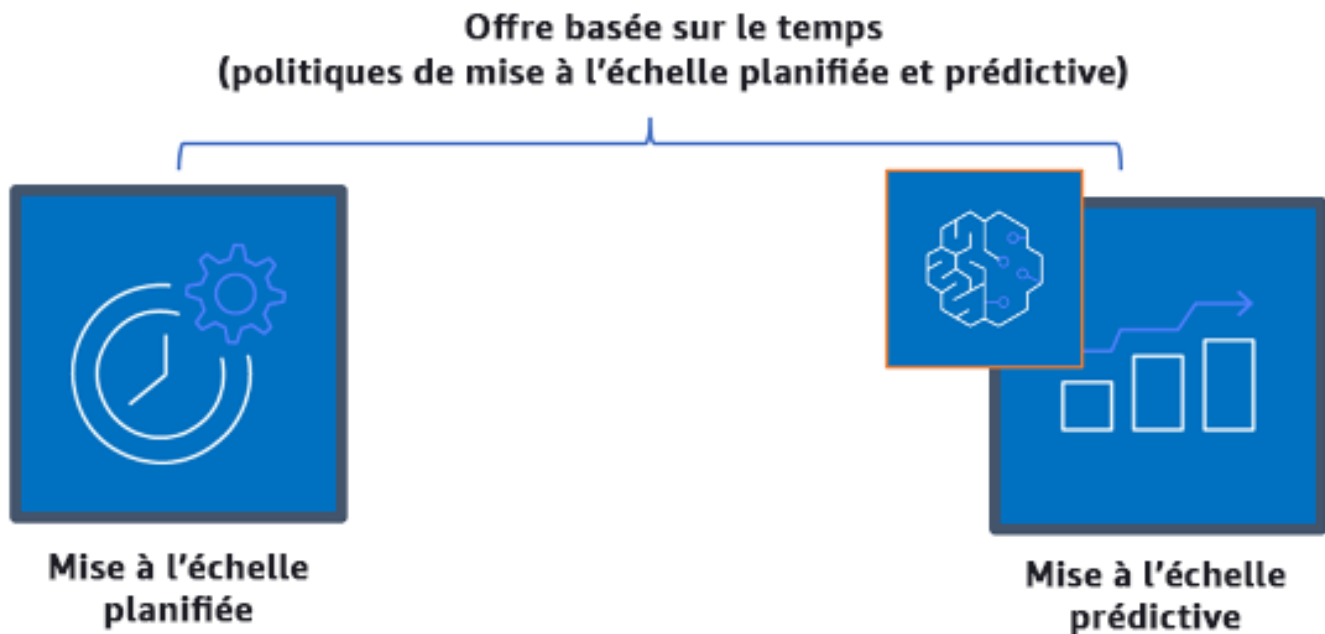 Offre basée sur le temps
(politiques de mise à l’échelle planifiée et prédictive)
Mise à l’échelle
planifiée
Mise à l’échelle
prédictive